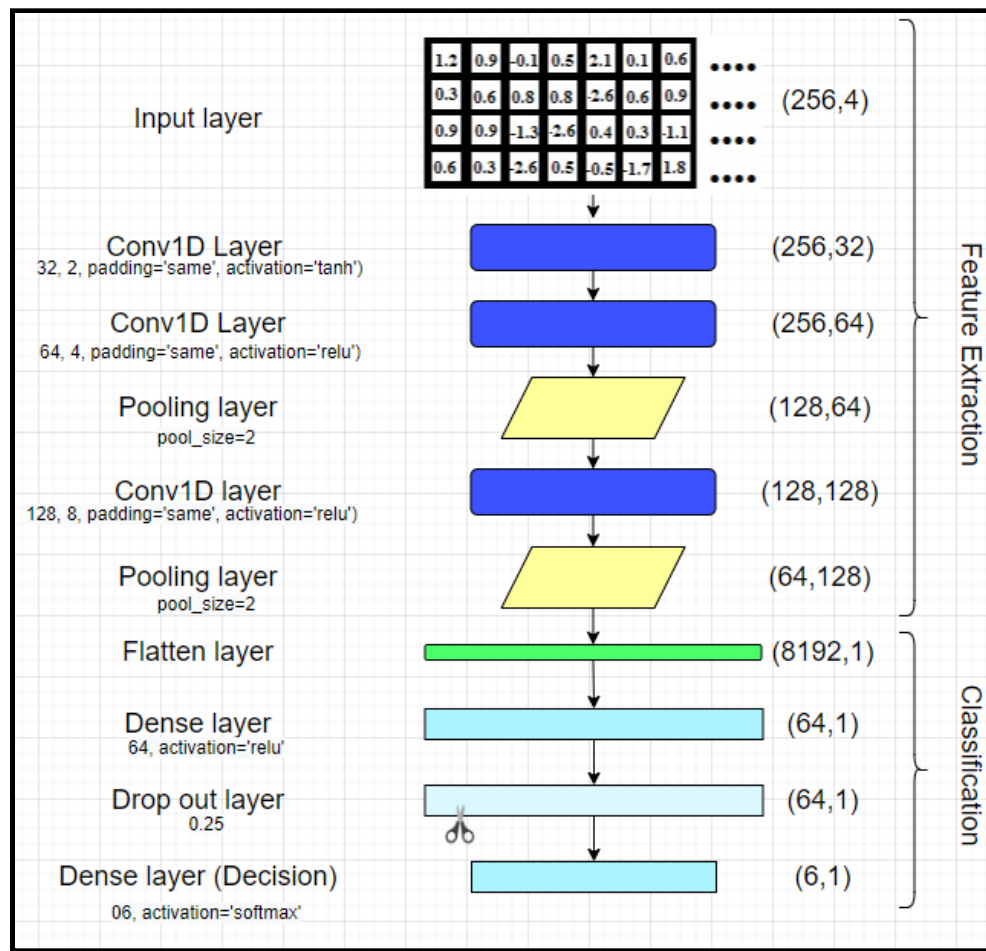 1.2 0.9 -0.1 0.5 2.1 0.1 0.6 ••••
0.3 0.6 0.8 0.8 -2.6 0.6 0.9 ••••
0.9 0.9 -1.3 -2.6 0.4 0.3 -1.1 ••••
0.6 0.3 -2.6 0.5 -0.5 -1.7 1.8 ••••
Input layer
(256,4)
Conv1D Layer
32, 2, padding='same', activation='tanh')
(256,32)
Conv1D Layer
64, 4, padding='same', activation='relu')
(256,64)
Pooling layer
pool_size=2
(128,64)
Conv1D layer
128, 8, padding='same', activation='relu')
(128,128)
Pooling layer
pool_size=2
(64,128)
Feature Extraction
Flatten layer
(8192,1)
Dense layer
64, activation='relu'
(64,1)
Drop out layer
0.25
(64,1)
Dense layer (Decision)
06, activation='softmax'
(6,1)
Classification